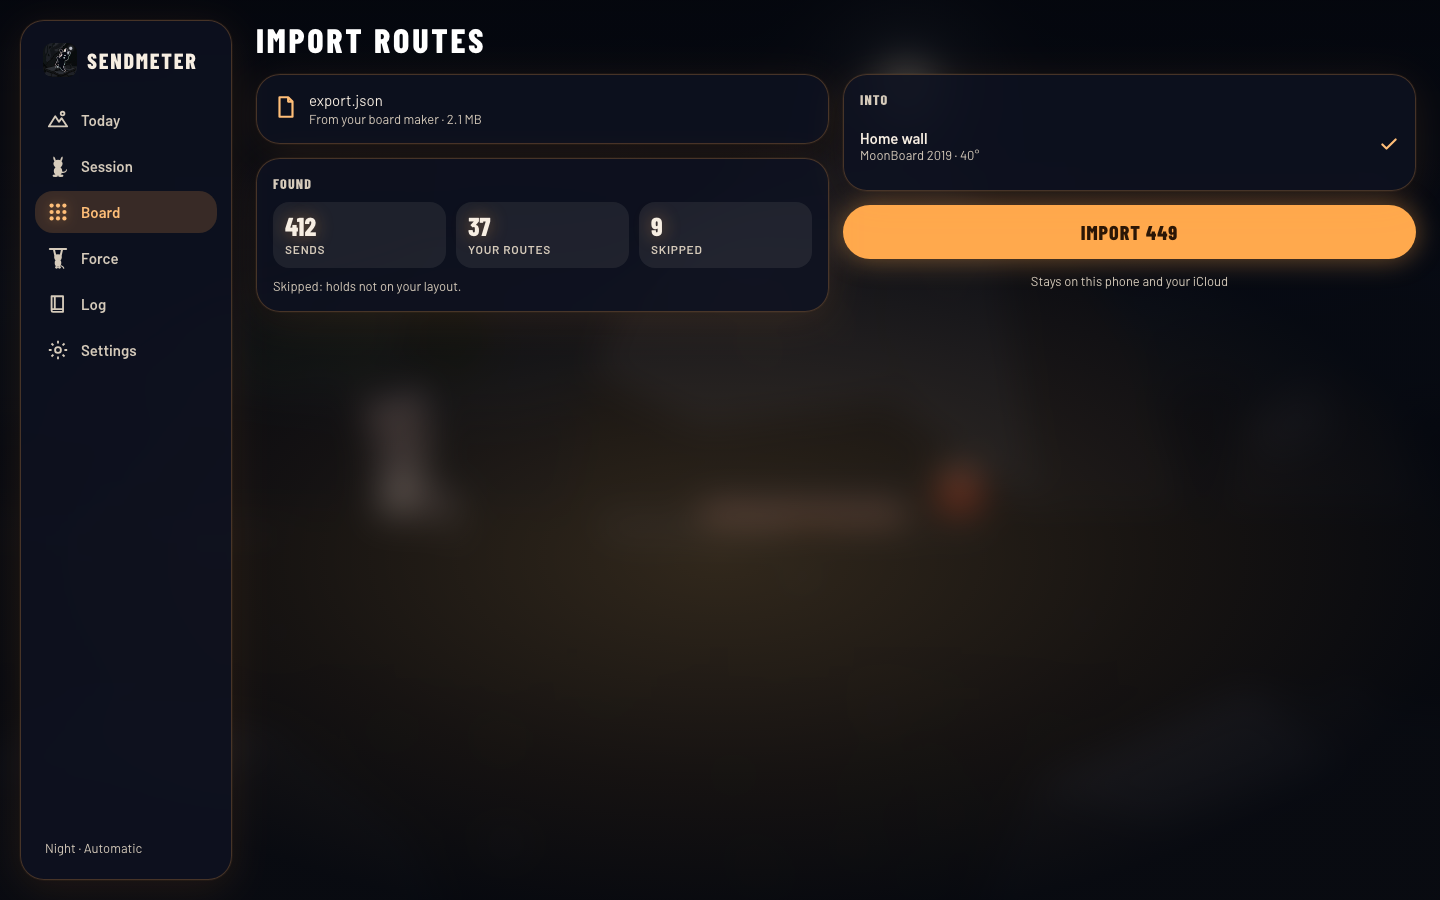 SENDMETER
Today
Session
Board
Force
Log
Settings
Night · Automatic
IMPORT ROUTES
export.json
From your board maker · 2.1 MB
FOUND
412
SENDS
37
YOUR ROUTES
9
SKIPPED
Skipped: holds not on your layout.
INTO
Home wall
MoonBoard 2019 · 40°
IMPORT 449
Stays on this phone and your iCloud